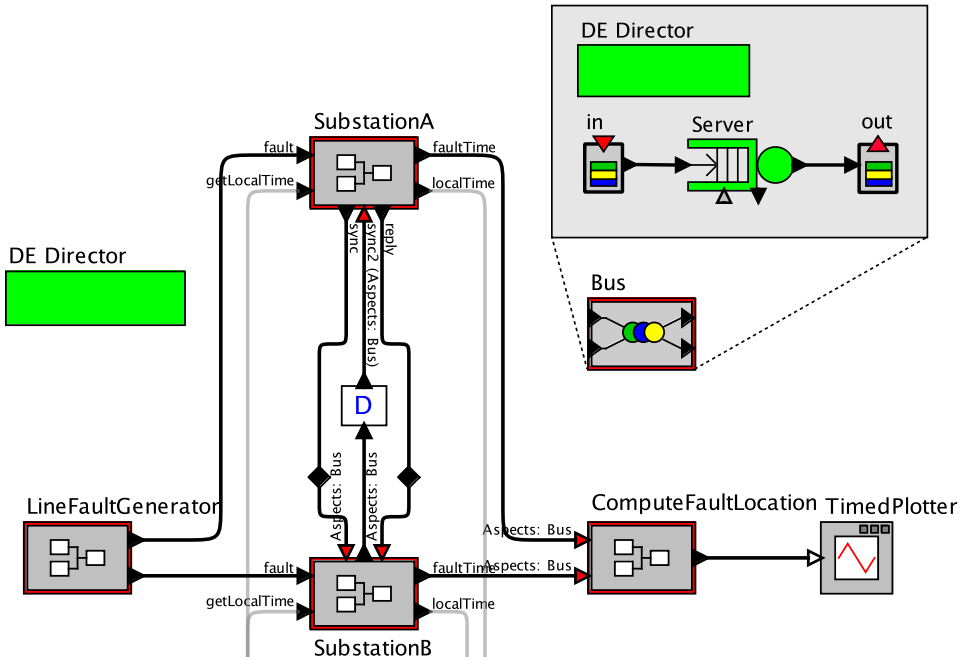 DE Director
in
Server
out
SubstationA
fault
faultTime
getLocalTime
localTime
sync
sync2 (Aspects: Bus)
reply
DE Director
Bus
D
Aspects: Bus
Aspects: Bus
LineFaultGenerator
ComputeFaultLocation
TimedPlotter
Aspects: Bus
fault
faultTime
Aspects: Bus
getLocalTime
localTime
SubstationB